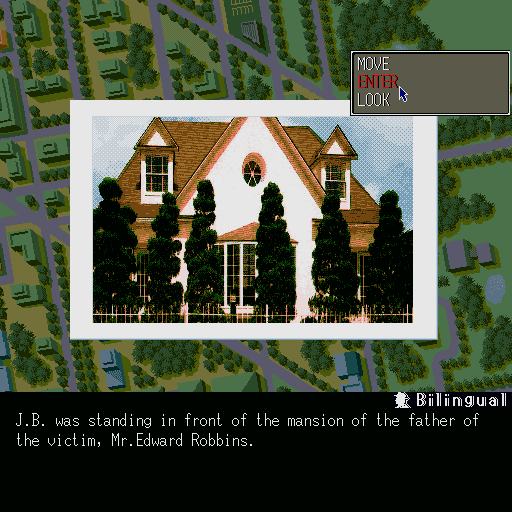 MOVE
ENTER
LOOK
Bilingual
J.B. was standing in front of the mansion of the father of
the victim, Mr.Edward Robbins.